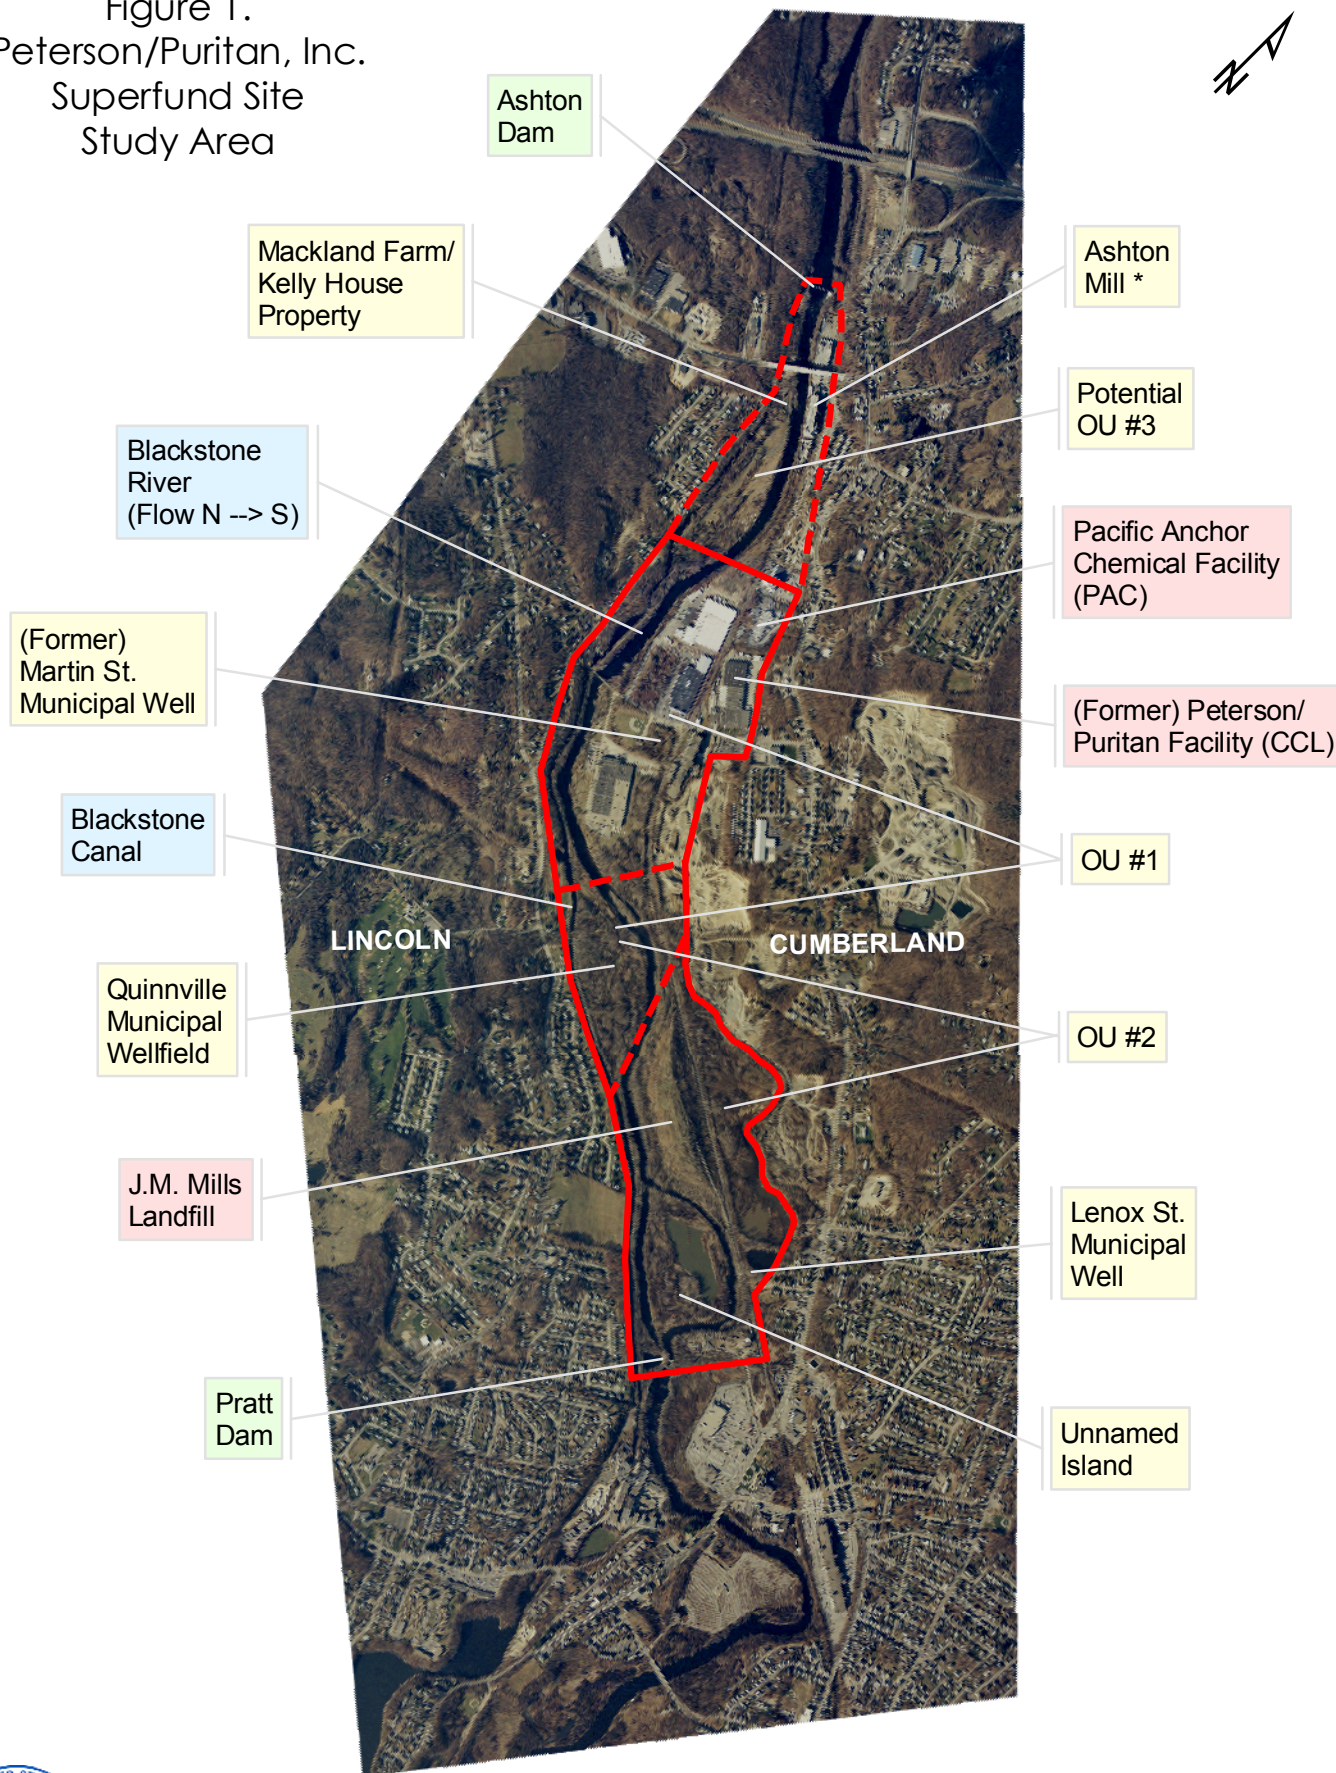 Figure 1.
Peterson/Puritan, Inc.
Superfund Site
Study Area
N
Ashton
Dam
Mackland Farm/
Kelly House
Property
Ashton
Mill *
Potential
OU #3
Blackstone
River
(Flow N --> S)
Pacific Anchor
Chemical Facility
(PAC)
(Former)
Martin St.
Municipal Well
(Former) Peterson/
Puritan Facility (CCL)
Blackstone
Canal
OU #1
LINCOLN
CUMBERLAND
Quinnville
Municipal
Wellfield
OU #2
J.M. Mills
Landfill
Lenox St.
Municipal
Well
Pratt
Dam
Unnamed
Island